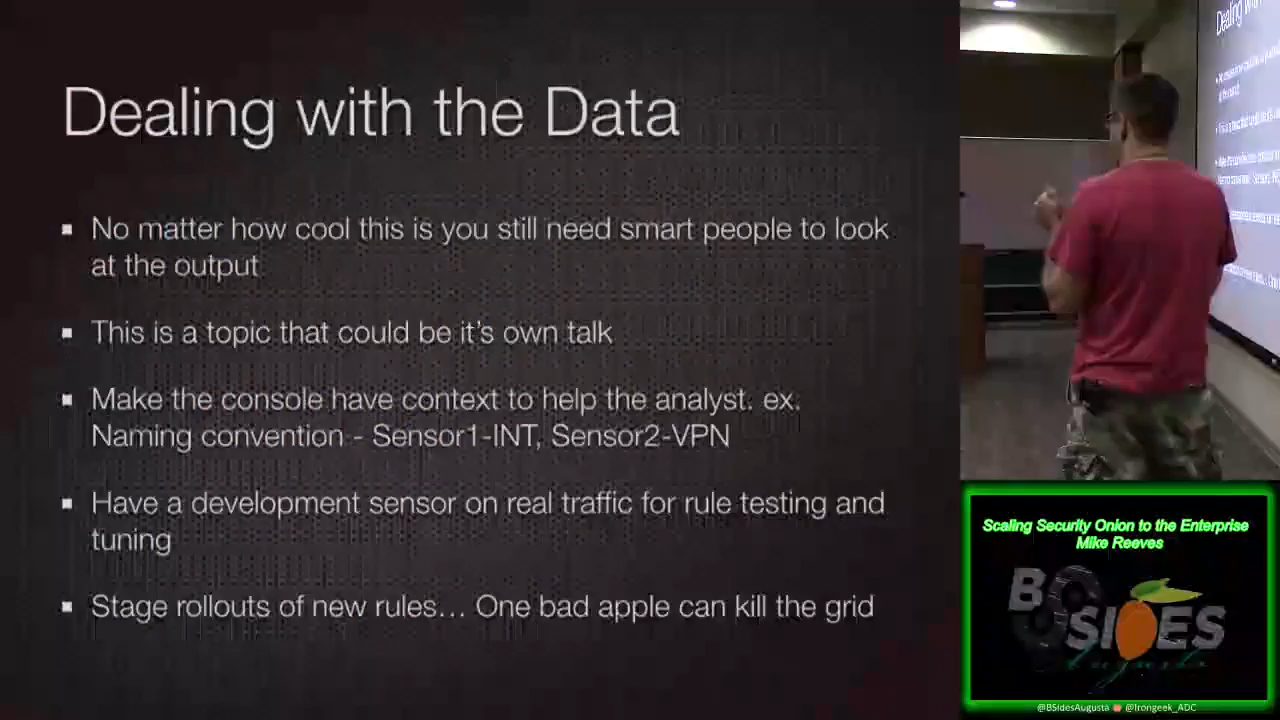 Dealing with the Data
No matter how cool this is you still need smart people to look
at the output
This is a topic that could be it's own talk
Make the console have context to help the analyst. ex.
Naming convention - Sensor1-INT, Sensor2-VPN
Have a development sensor on real traffic for rule testing and
tuning
Stage rollouts of new rules... One bad apple can kill the grid
Dealing with
Scaling Security Onion to the Enterprise
Mike Reeves
BSIDES
@BSidesAugusta @Irongeek_ADC